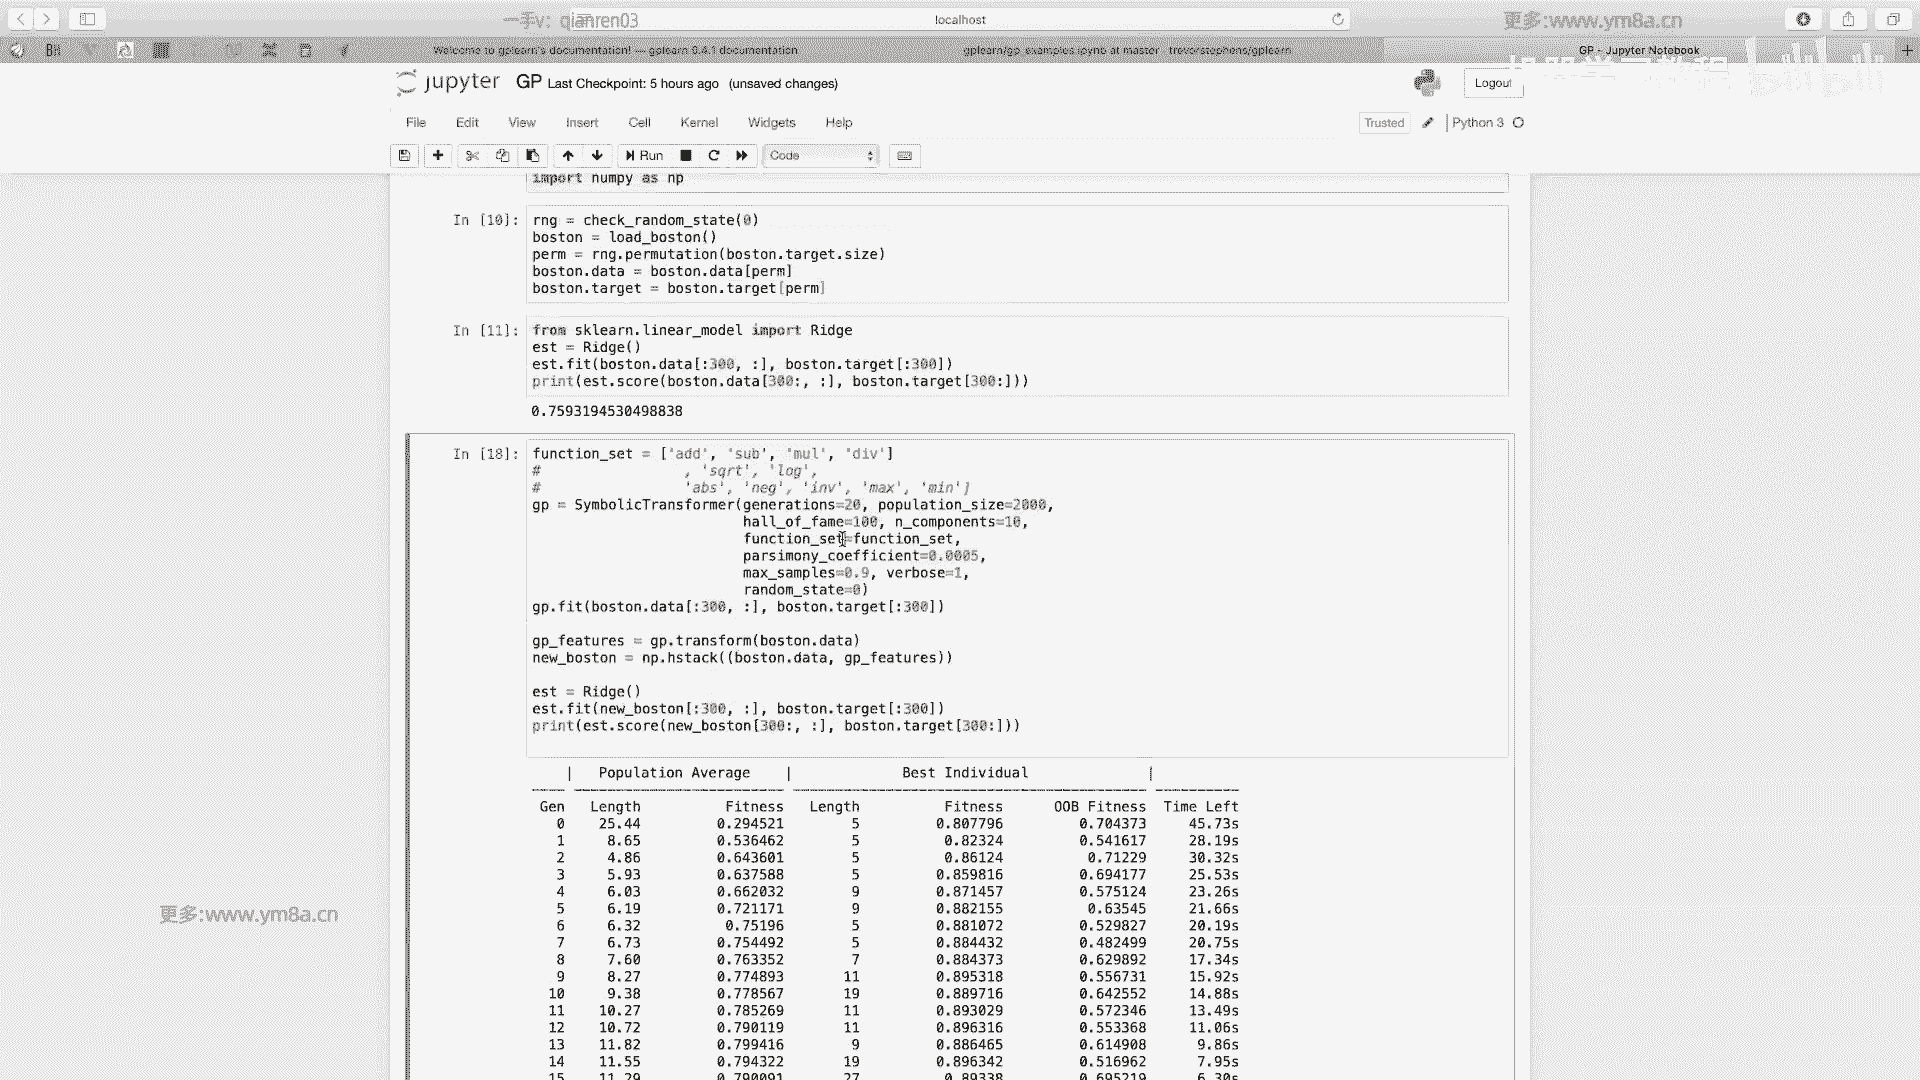 一手v: qianren03
localhost
更多:www.ym8a.cn
BH
Welcome to gplearn's documentation! — gplearn 0.4.1 documentation
gplearn/gp_examples.ipynb at master · trevorstephens/gplearn
GP - Jupyter Notebook
jupyter GP Last Checkpoint: 5 hours ago (unsaved changes)
Logout
File Edit View Insert Cell Kernel Widgets Help
Trusted
Python 3
Run
Code
import numpy as np
In [10]: rng = check_random_state(0)
boston = load_boston()
perm = rng.permutation(boston.target.size)
boston.data = boston.data[perm]
boston.target = boston.target[perm]
In [11]: from sklearn.linear_model import Ridge
est = Ridge()
est.fit(boston.data[:300, :], boston.target[:300])
print(est.score(boston.data[300:, :], boston.target[300:]))
0.7593194530498838
In [18]: function_set = ['add', 'sub', 'mul', 'div']
# , 'sqrt', 'log',
# 'abs', 'neg', 'inv', 'max', 'min']
gp = SymbolicTransformer(generations=20, population_size=2000,
hall_of_fame=100, n_components=10,
function_set=function_set,
parsimony_coefficient=0.0005,
max_samples=0.9, verbose=1,
random_state=0)
gp.fit(boston.data[:300, :], boston.target[:300])
gp_features = gp.transform(boston.data)
new_boston = np.hstack((boston.data, gp_features))
est = Ridge()
est.fit(new_boston[:300, :], boston.target[:300])
print(est.score(new_boston[300:, :], boston.target[300:]))
| Population Average | Best Individual |
Gen Length Fitness Length Fitness OOB Fitness Time Left
0 25.44 0.294521 5 0.807796 0.704373 45.73s
1 8.65 0.536462 5 0.82324 0.541617 28.19s
2 4.86 0.643601 5 0.86124 0.71229 30.32s
3 5.93 0.637588 5 0.859816 0.694177 25.53s
4 6.03 0.662032 9 0.871457 0.575124 23.26s
5 6.19 0.721171 9 0.882155 0.63545 21.66s
6 6.32 0.75196 5 0.881072 0.529827 20.19s
7 6.73 0.754492 5 0.884432 0.482499 20.75s
8 7.60 0.763352 7 0.884373 0.629892 17.34s
9 8.27 0.774893 11 0.895318 0.556731 15.92s
更多:www.ym8a.cn
10 9.38 0.778567 19 0.889716 0.642552 14.88s
11 10.27 0.785269 11 0.893029 0.572346 13.49s
12 10.72 0.790119 11 0.896316 0.553368 11.06s
13 11.82 0.799416 9 0.886465 0.614908 9.86s
14 11.55 0.794322 19 0.896342 0.516962 7.95s
15 11.29 0.790091 27 0.89338 0.695219 6.30s